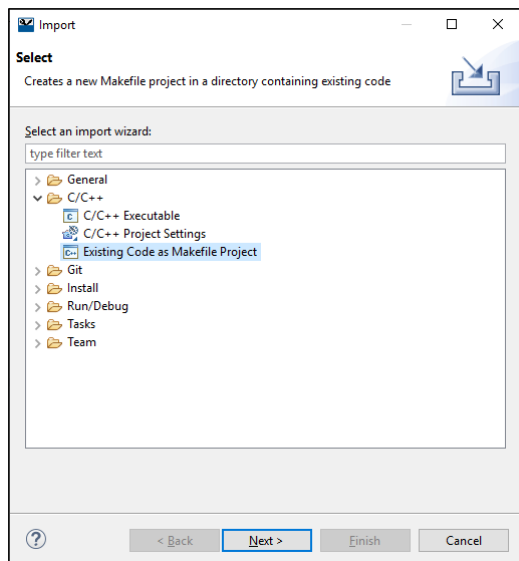 Import
Select
Creates a new Makefile project in a directory containing existing code
Select an import wizard:
type filter text
General
C/C++
C/C++ Executable
C/C++ Project Settings
Existing Code as Makefile Project
Git
Install
Run/Debug
Tasks
Team
? < Back Next > Finish Cancel